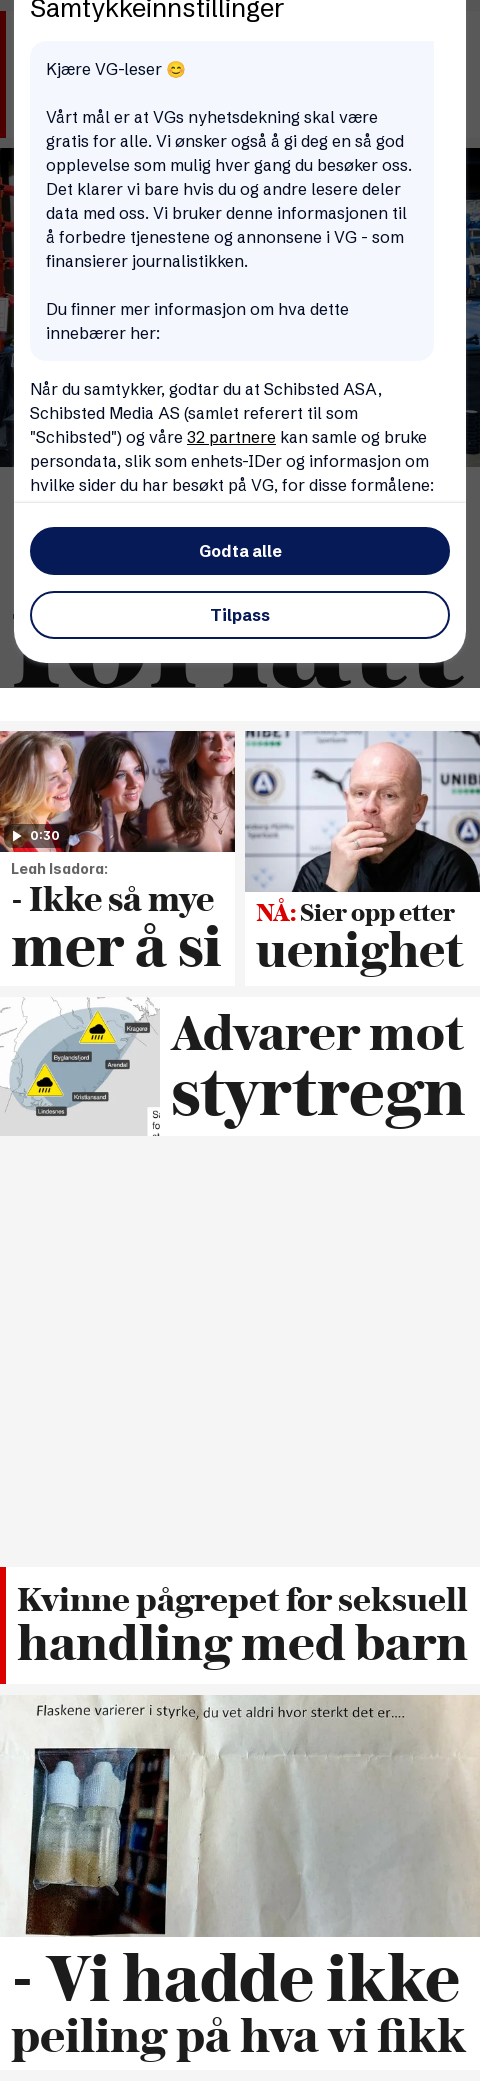 Samtykkeinnstillinger
Kjære VG-leser 😊
Vårt mål er at VGs nyhetsdekning skal være
gratis for alle. Vi ønsker også å gi deg en så god
opplevelse som mulig hver gang du besøker oss.
Det klarer vi bare hvis du og andre lesere deler
data med oss. Vi bruker denne informasjonen til
å forbedre tjenestene og annonsene i VG - som
finansierer journalistikken.
Du finner mer informasjon om hva dette
innebærer her:
Når du samtykker, godtar du at Schibsted ASA,
Schibsted Media AS (samlet referert til som
"Schibsted") og våre 32 partnere kan samle og bruke
persondata, slik som enhets-IDer og informasjon om
hvilke sider du har besøkt på VG, for disse formålene:
Godta alle
Tilpass
0:30
Leah Isadora:
- Ikke så mye
mer å si
UNIBET
UNIB
NÅ: Sier opp etter
uenighet
Kragerø
Byglandsfjord
Arendal
Kristiansand
Lindesnes
Advarer mot
styrtregn
Kvinne pågrepet for seksuell
handling med barn
Flaskene varierer i styrke, du vet aldri hvor sterkt det er....
- Vi hadde ikke
peiling på hva vi fikk